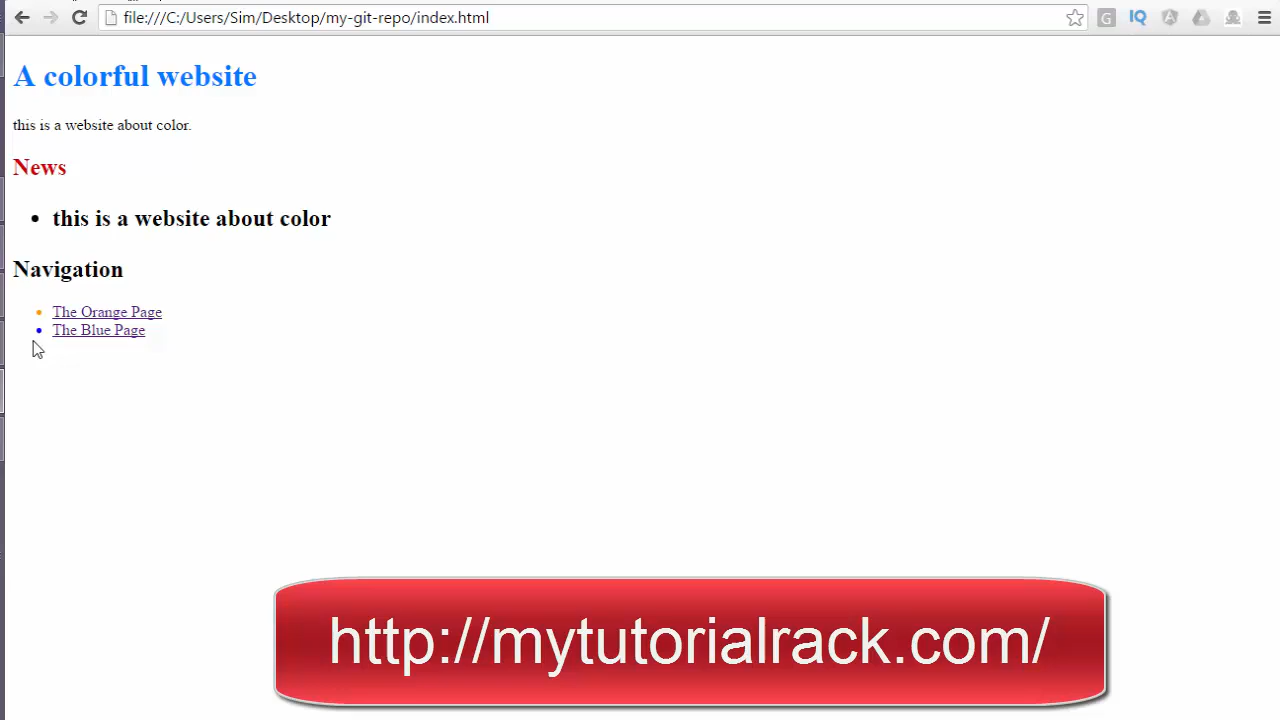 file:///C:/Users/Sim/Desktop/my-git-repo/index.html
G
IQ
A
A colorful website
this is a website about color.
News
• this is a website about color
Navigation
• The Orange Page
• The Blue Page
http://mytutorialrack.com/